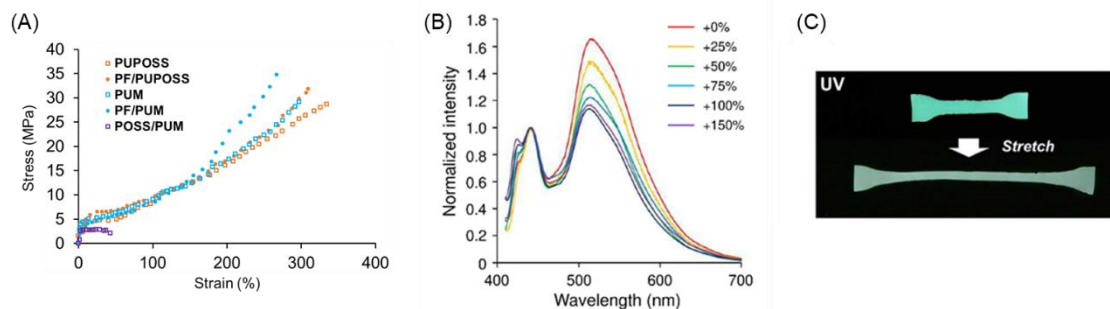 (A)
Stress (MPa)
40
35
30
25
20
15
10
5
0
PUPOSS
PF/PUPOSS
PUM
PF/PUM
POSS/PUM
0
100
200
300
400
Strain (%)
(B)
Normalized intensity
1.8
1.6
1.4
1.2
1.0
0.8
0.6
0.4
0.2
0
+0%
+25%
+50%
+75%
+100%
+150%
400
500
600
700
Wavelength (nm)
(C)
UV
Stretch